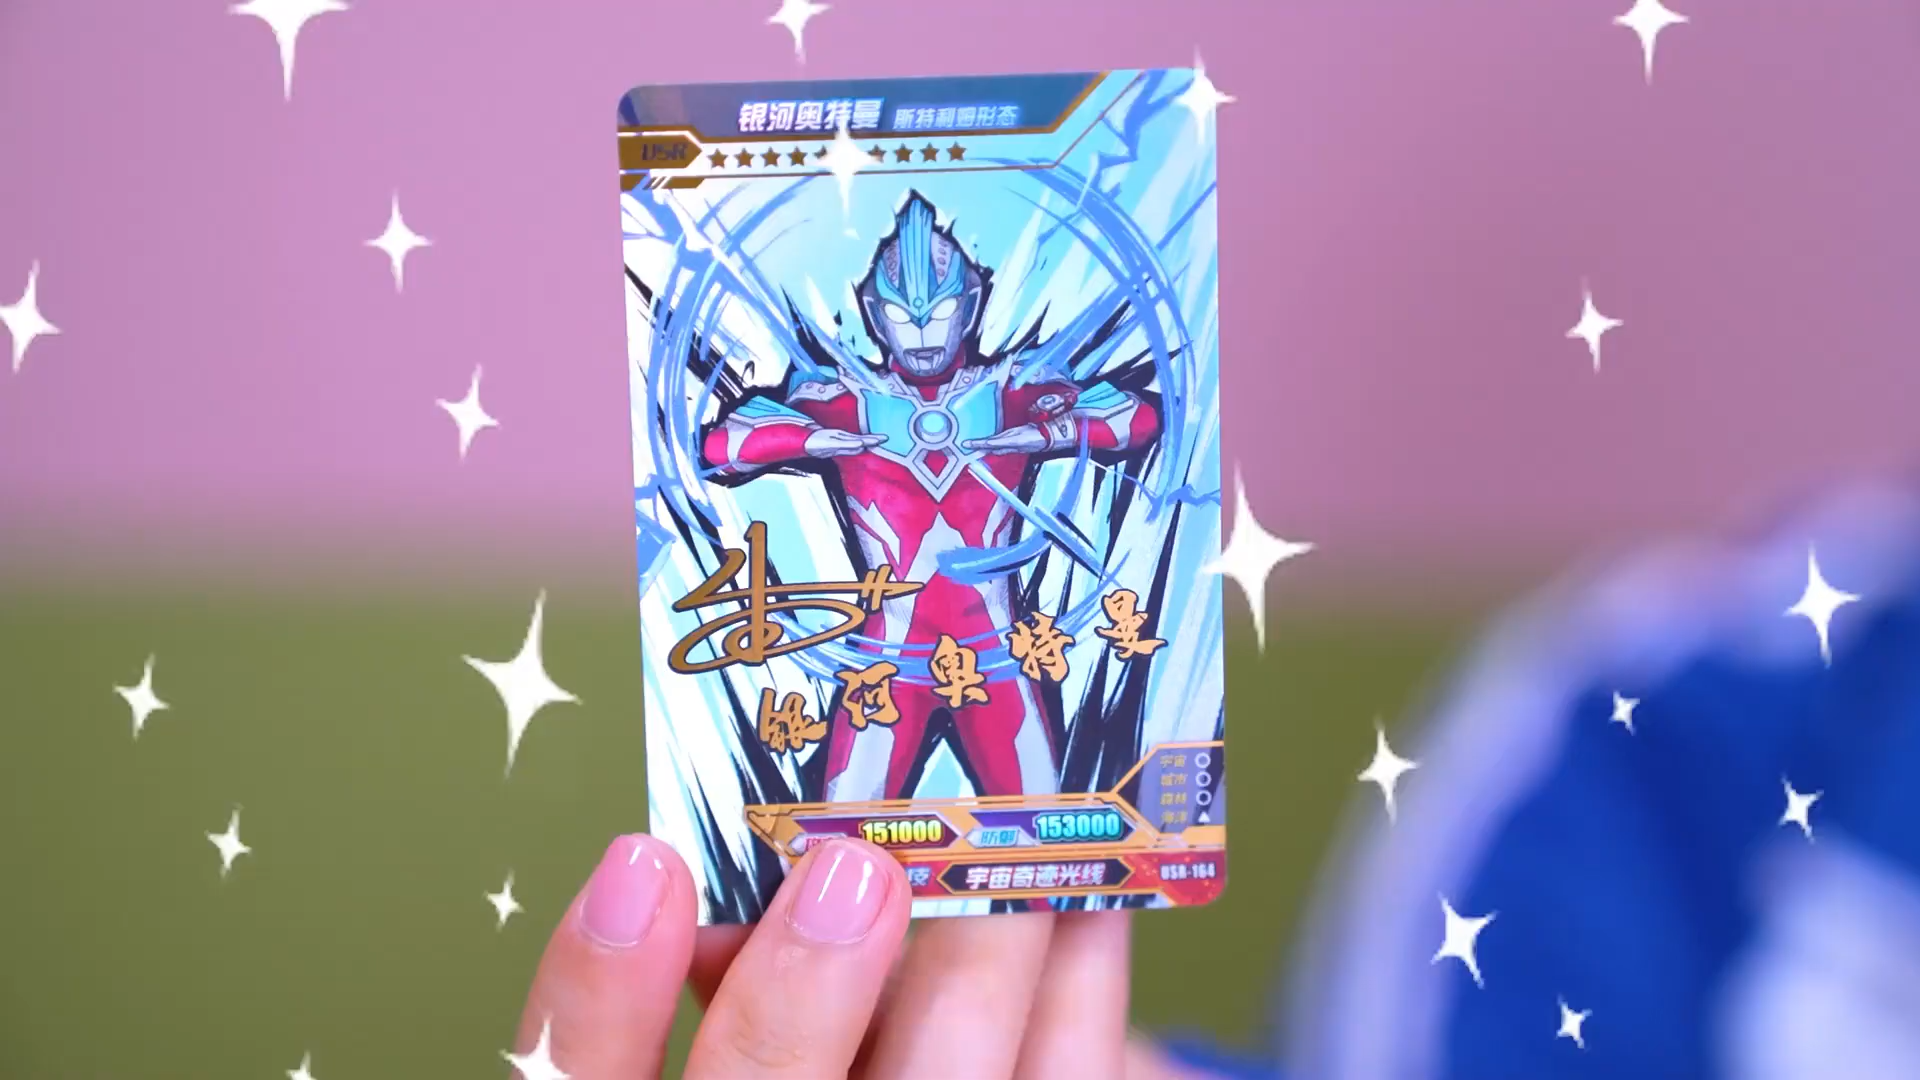 银河奥特曼 斯特利姆形态
USR
银河奥特曼
宇宙
城市
森林
海洋
151000
防御 153000
技 宇宙奇迹光线
USR-164